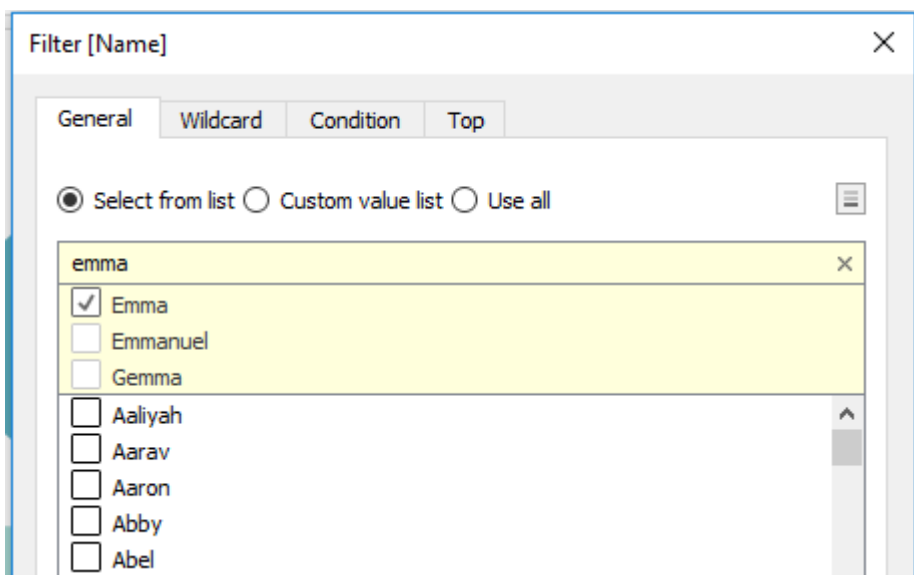 Filter [Name]
General Wildcard Condition Top
Select from list Custom value list Use all
emma
Emma
Emmanuel
Gemma
Aaliyah
Aarav
Aaron
Abby
Abel